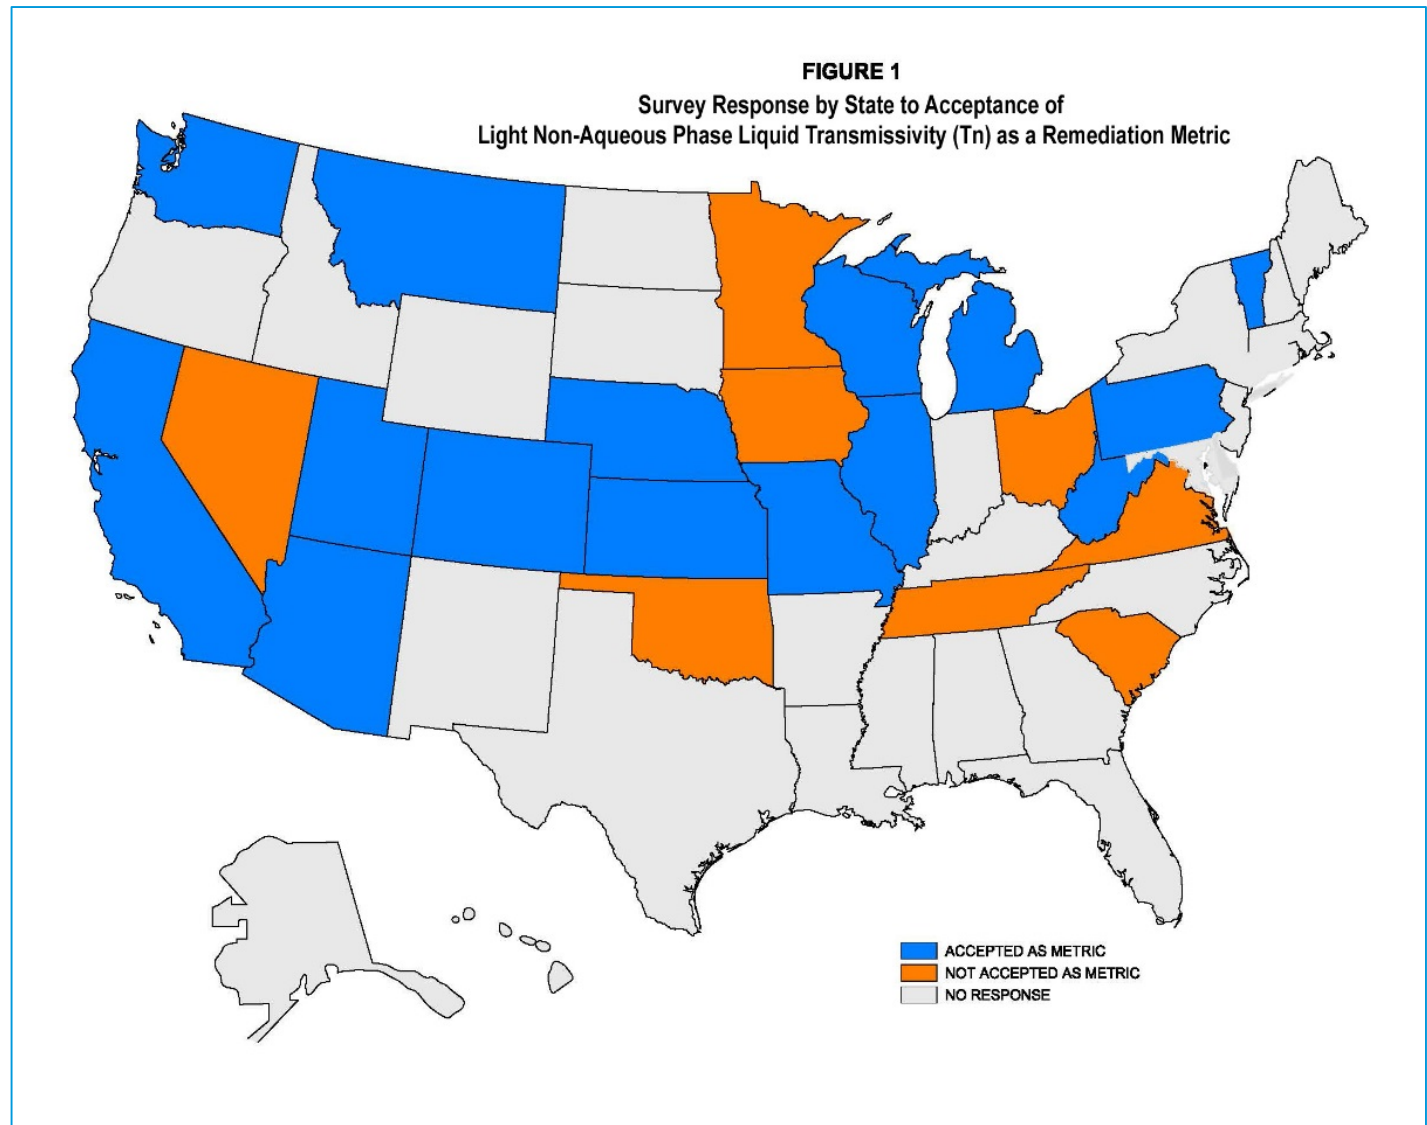 FIGURE 1
Survey Response by State to Acceptance of
Light Non-Aqueous Phase Liquid Transmissivity (Tn) as a Remediation Metric
ACCEPTED AS METRIC
NOT ACCEPTED AS METRIC
NO RESPONSE